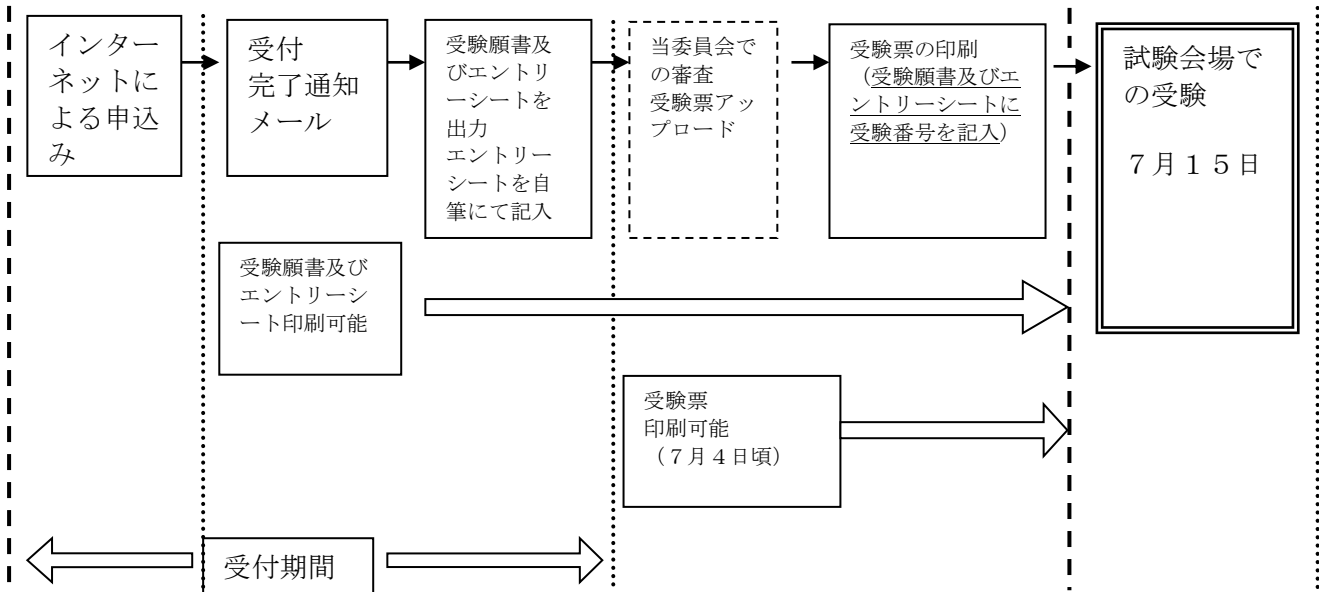 インター
ネットに
よる申込
み
受付
完了通知
メール
受験願書及
びエントリ
ーシートを
出力
エントリー
シートを自
筆にて記入
当委員会で
の審査
受験票アッ
プロード
受験票の印刷
（受験願書及びエ
ントリーシートに
受験番号を記入）
試験会場で
の受験
７月１５日
受験願書及び
エントリーシ
ート印刷可能
受験票
印刷可能
（７月４日頃）
受付期間